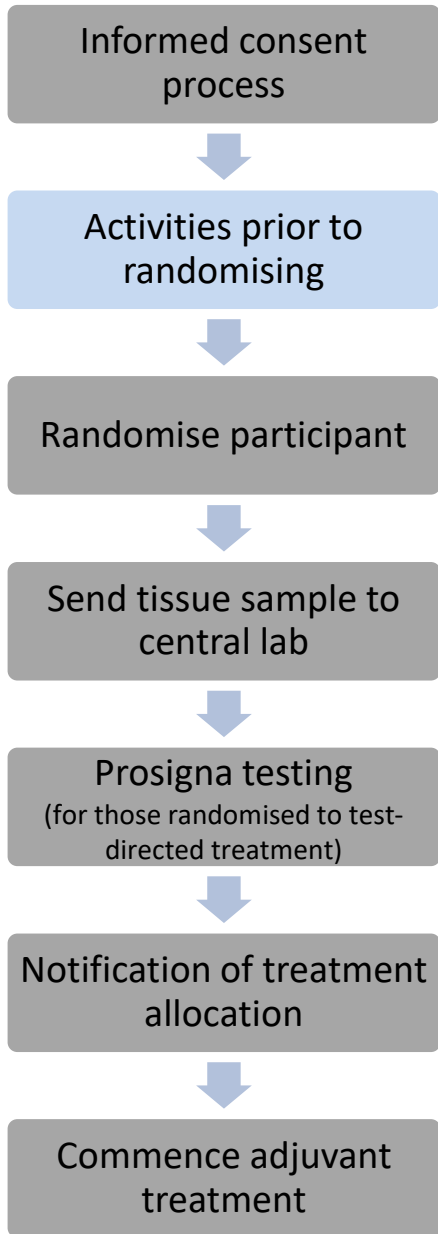 Informed consent
process
Activities prior to
randomising
Randomise participant
Send tissue sample to
central lab
Prosigna testing
(for those randomised to test-
directed treatment)
Notification of treatment
allocation
Commence adjuvant
treatment